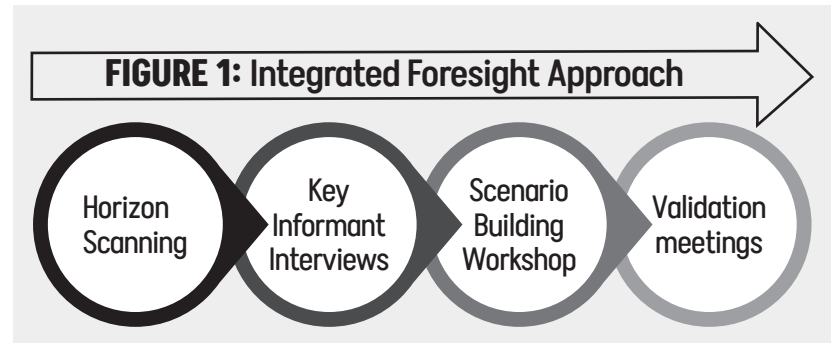 FIGURE 1: Integrated Foresight Approach
Horizon
Scanning
Key
Informant
Interviews
Scenario
Building
Workshop
Validation
meetings